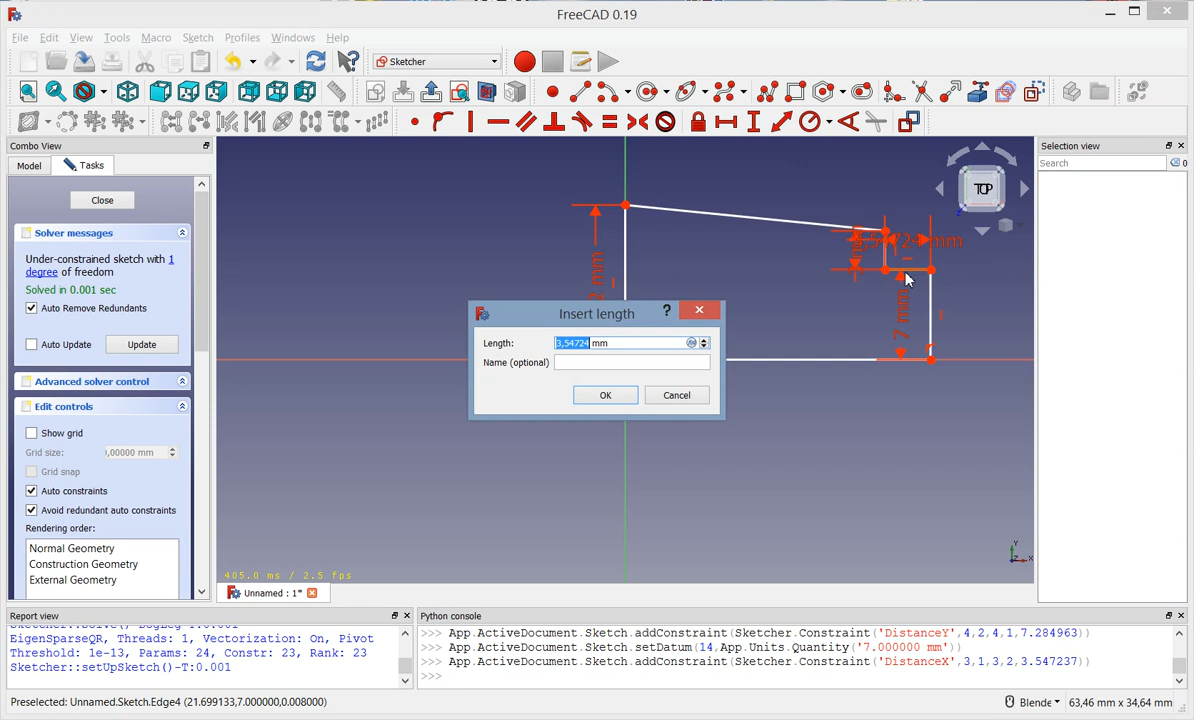 FreeCAD 0.19
File Edit View Tools Macro Sketch Profiles Windows Help
Sketcher
Combo View
Selection view
Model Tasks
Search
0
Close
Solver messages
Under-constrained sketch with 1
degree of freedom
Solved in 0.001 sec
Auto Remove Redundants
Auto Update
Update
Advanced solver control
Edit controls
Show grid
Grid size: ,00000 mm
Grid snap
Auto constraints
Avoid redundant auto constraints
Rendering order:
Normal Geometry
Construction Geometry
External Geometry
TOP
Z
2 mm
7 mm
Insert length
?
Length: 3,54724 mm
Name (optional)
OK Cancel
Y
X
405.0 ms / 2.5 fps
Unnamed : 1*
Report view
EigenSparseQR, Threads: 1, Vectorization: On, Pivot
Threshold: 1e-13, Params: 24, Constr: 23, Rank: 23
Sketcher::setUpSketch()-T:0.001
Python console
>>> App.ActiveDocument.Sketch.addConstraint(Sketcher.Constraint('DistanceY',4,2,4,1,7.284963))
>>> App.ActiveDocument.Sketch.setDatum(14,App.Units.Quantity('7.000000 mm'))
>>> App.ActiveDocument.Sketch.addConstraint(Sketcher.Constraint('DistanceX',3,1,3,2,3.547237))
>>>
Preselected: Unnamed.Sketch.Edge4 (21.699133,7.000000,0.008000)
Blende
63,46 mm x 34,64 mm